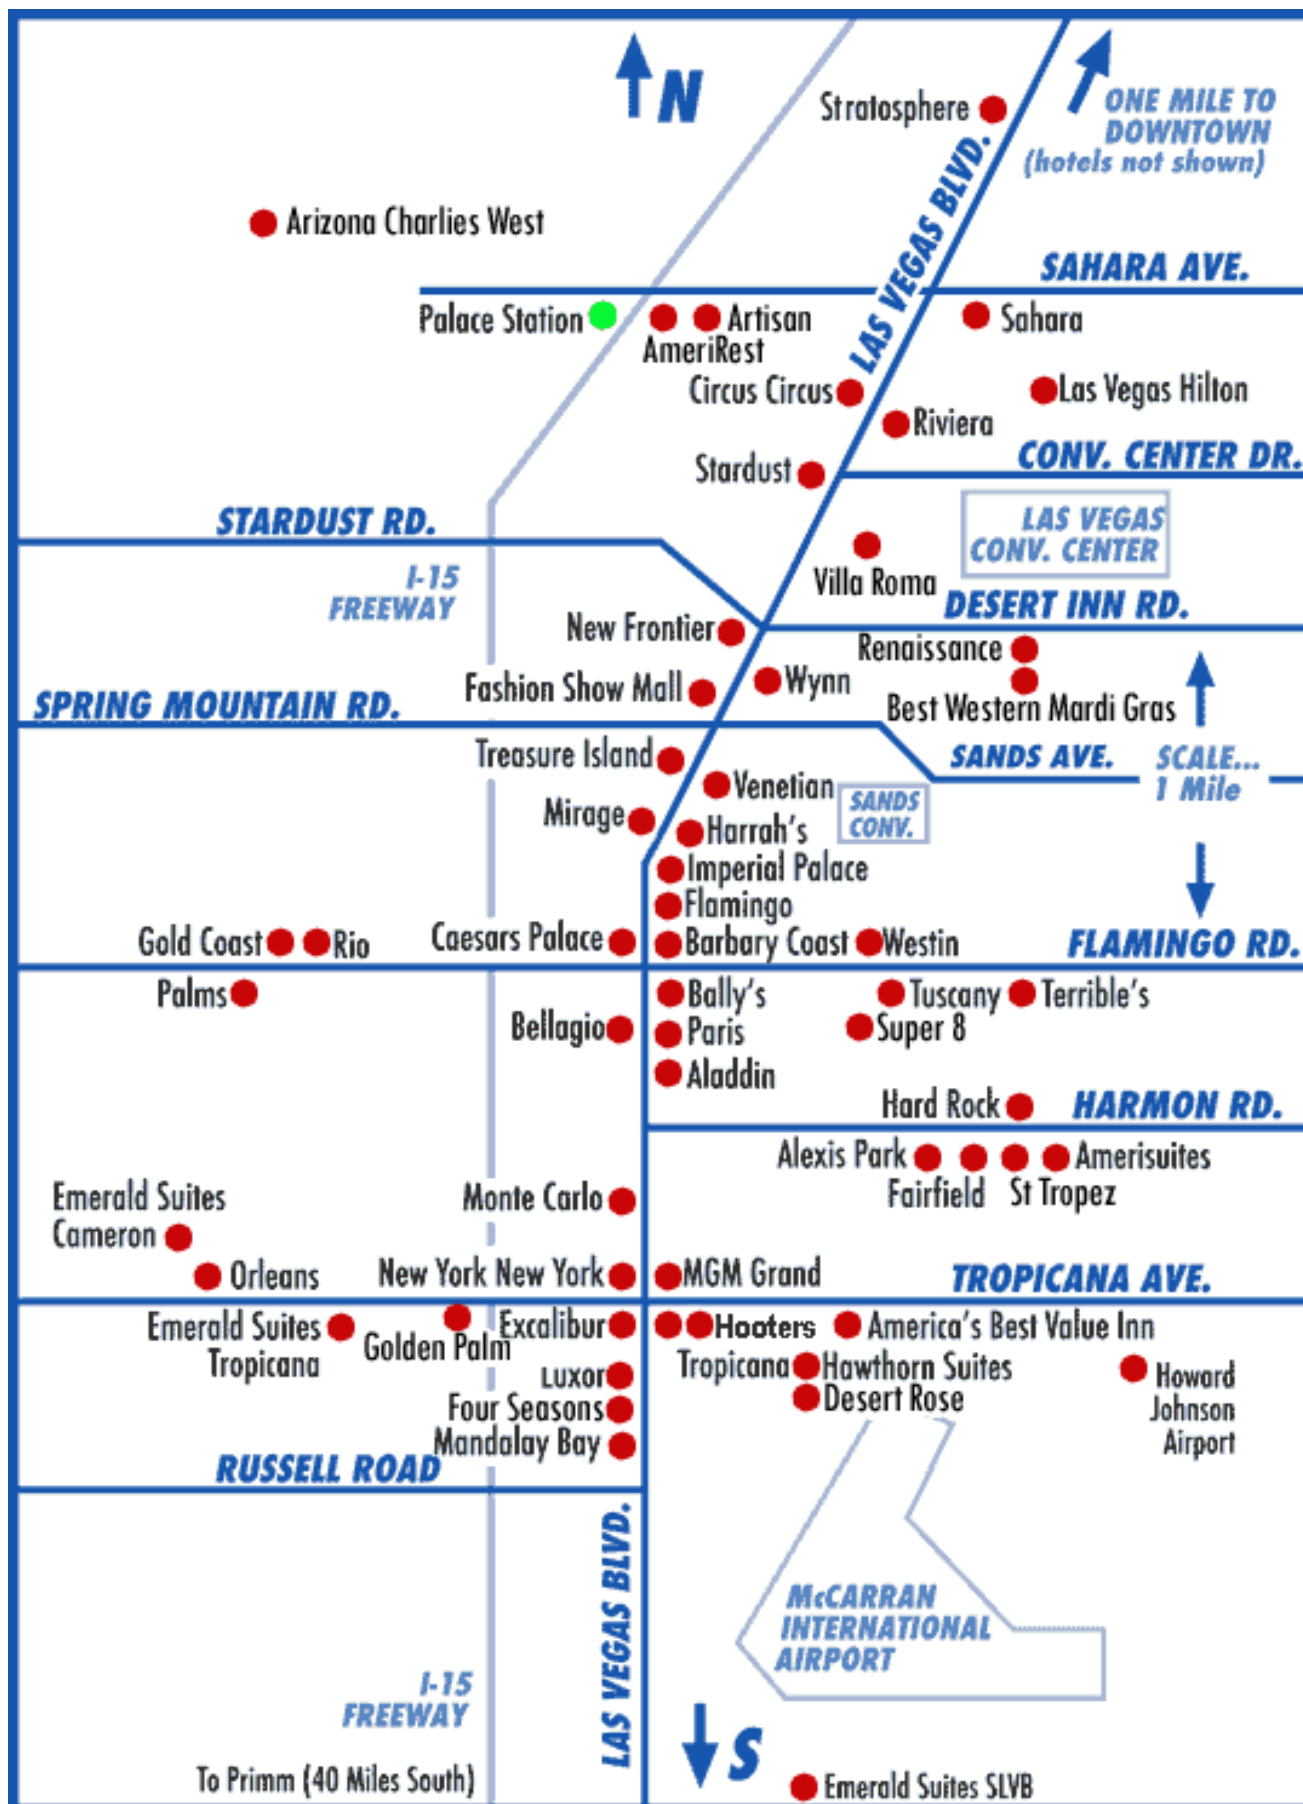 N
Stratosphere
ONE MILE TO
DOWNTOWN
(hotels not shown)
LAS VEGAS BLVD.
Arizona Charlies West
SAHARA AVE.
Palace Station
Artisan
AmeriRest
Sahara
Circus Circus
Las Vegas Hilton
Riviera
CONV. CENTER DR.
Stardust
STARDUST RD.
LAS VEGAS
CONV. CENTER
I-15
FREEWAY
Villa Roma
DESERT INN RD.
New Frontier
Renaissance
Fashion Show Mall
Wynn
Best Western Mardi Gras
SPRING MOUNTAIN RD.
Treasure Island
SANDS AVE.
SCALE...
1 Mile
Venetian
SANDS
CONV.
Mirage
Harrah's
Imperial Palace
Flamingo
Gold Coast
Rio
Caesars Palace
Barbary Coast
Westin
FLAMINGO RD.
Palms
Bally's
Tuscany
Terrible's
Bellagio
Paris
Super 8
Aladdin
Hard Rock
HARMON RD.
Alexis Park
Amerisuites
Fairfield
St Tropez
Emerald Suites
Cameron
Monte Carlo
Orleans
New York New York
MGM Grand
TROPICANA AVE.
Emerald Suites
Tropicana
Golden Palm
Excalibur
Hooters
America's Best Value Inn
Tropicana
Hawthorn Suites
Luxor
Howard
Johnson
Airport
Four Seasons
Desert Rose
Mandalay Bay
RUSSELL ROAD
LAS VEGAS BLVD.
McCARRAN
INTERNATIONAL
AIRPORT
I-15
FREEWAY
S
To Primm (40 Miles South)
Emerald Suites SLVB